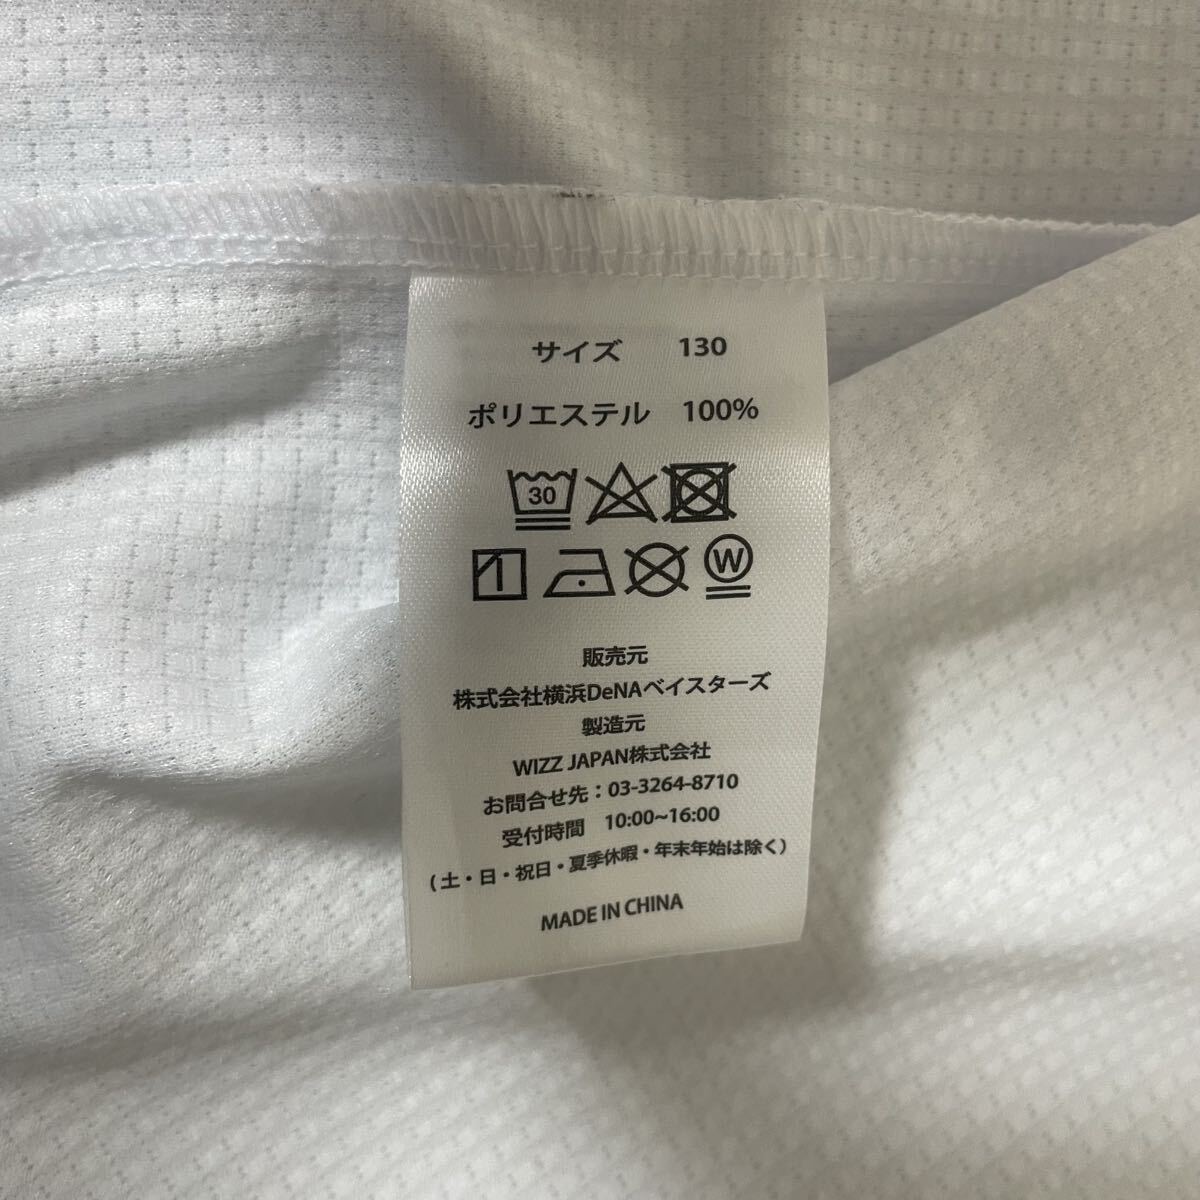 サイズ 130
ポリエステル 100%
30
W
販売元
株式会社横浜DeNAベイスターズ
製造元
WIZZ JAPAN株式会社
お問合せ先：03-3264-8710
受付時間 10:00~16:00
(土・日・祝日・夏季休暇・年末年始は除く)
MADE IN CHINA